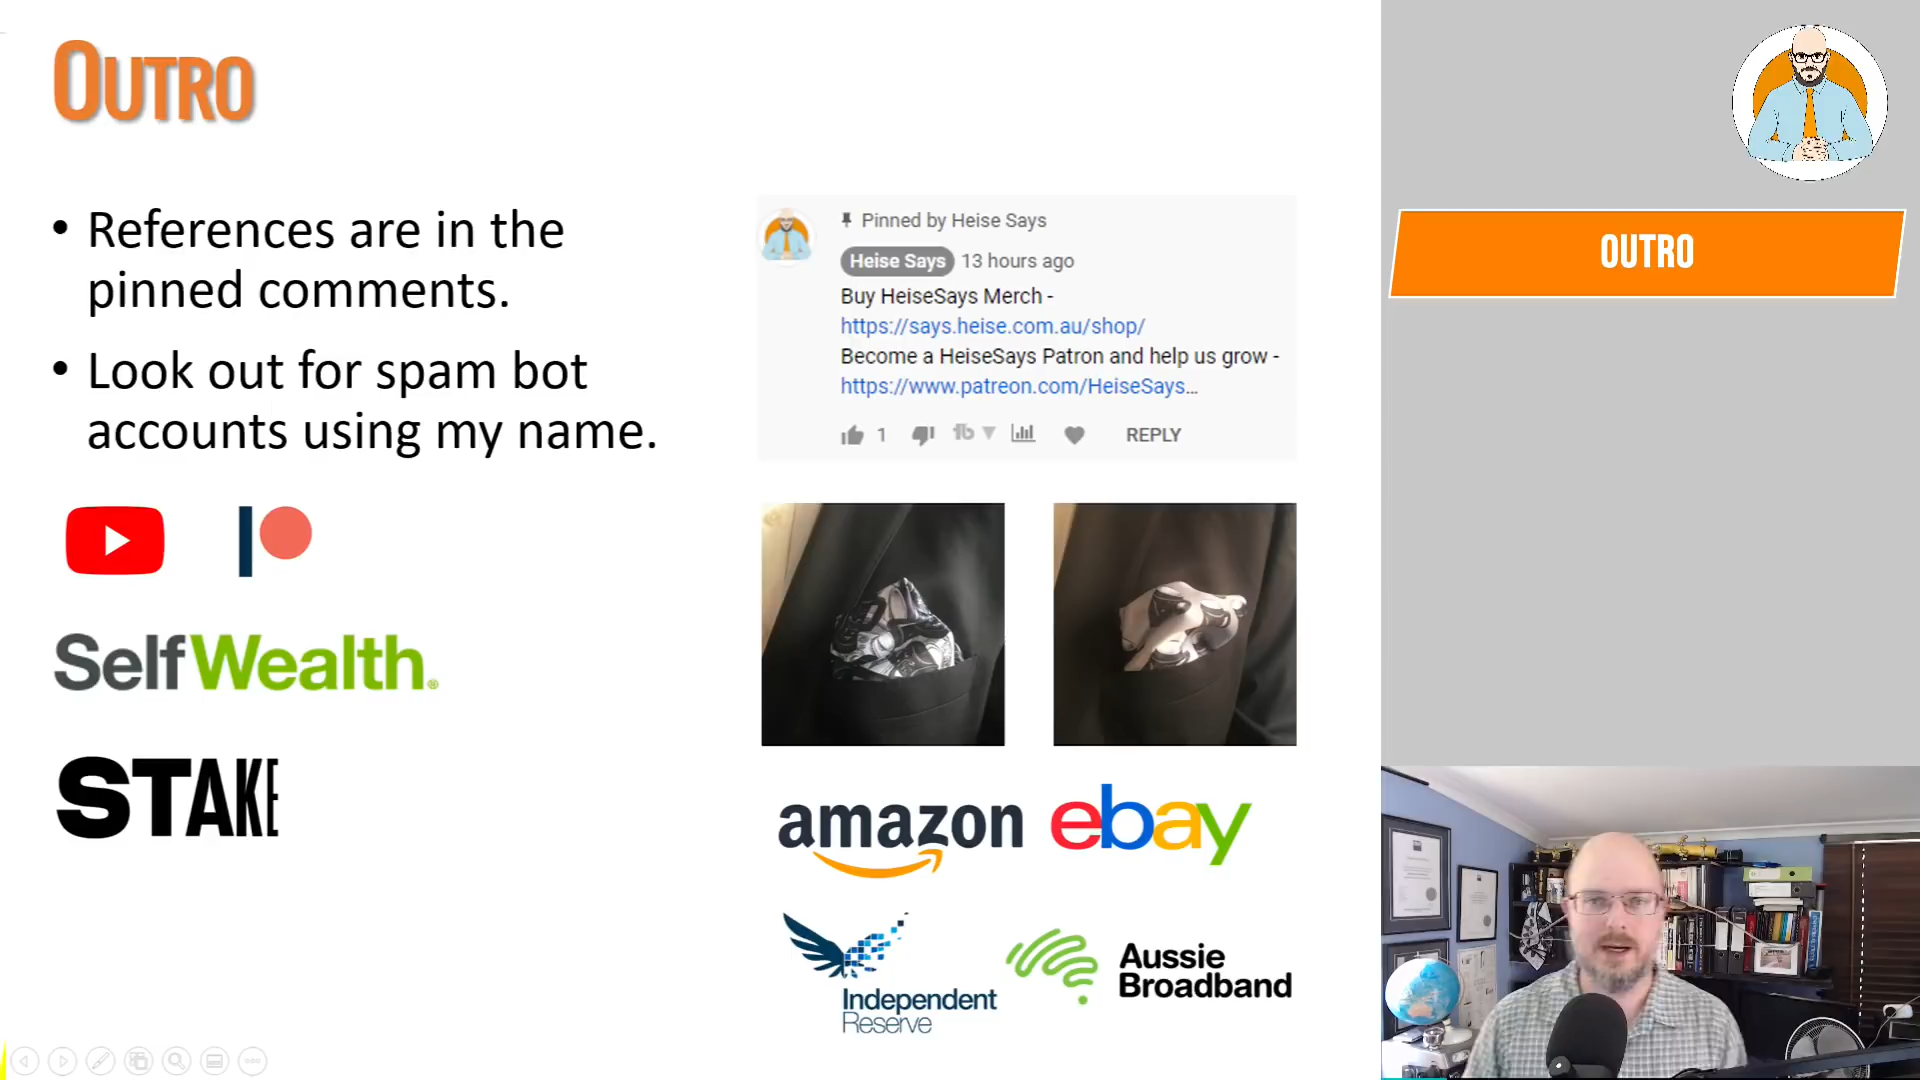 OUTRO
• References are in the
pinned comments.
• Look out for spam bot
accounts using my name.
SelfWealth®
STAKE
Pinned by Heise Says
Heise Says 13 hours ago
Buy HeiseSays Merch -
https://says.heise.com.au/shop/
Become a HeiseSays Patron and help us grow -
https://www.patreon.com/HeiseSays...
1 REPLY
amazon ebay
Independent
Reserve
Aussie
Broadband
OUTRO